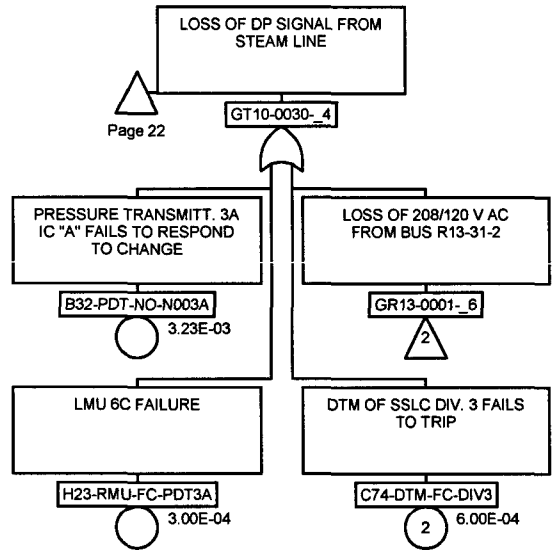 LOSS OF DP SIGNAL FROM
STEAM LINE
Page 22
GT10-0030-_4
PRESSURE TRANSMITT. 3A
IC "A" FAILS TO RESPOND
TO CHANGE
B32-PDT-NO-N003A
3.23E-03
LOSS OF 208/120 V AC
FROM BUS R13-31-2
GR13-0001-_6
2
LMU 6C FAILURE
H23-RMU-FC-PDT3A
3.00E-04
DTM OF SSLC DIV. 3 FAILS
TO TRIP
C74-DTM-FC-DIV3
2
6.00E-04